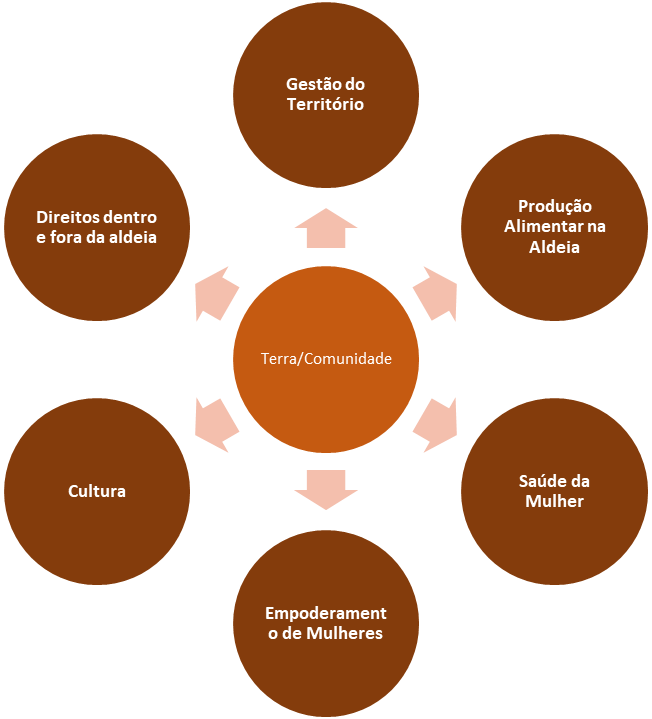 Gestão do
Território
Direitos dentro
e fora da aldeia
Produção
Alimentar na
Aldeia
Terra/Comunidade
Cultura
Saúde da
Mulher
Empoderament
o de Mulheres